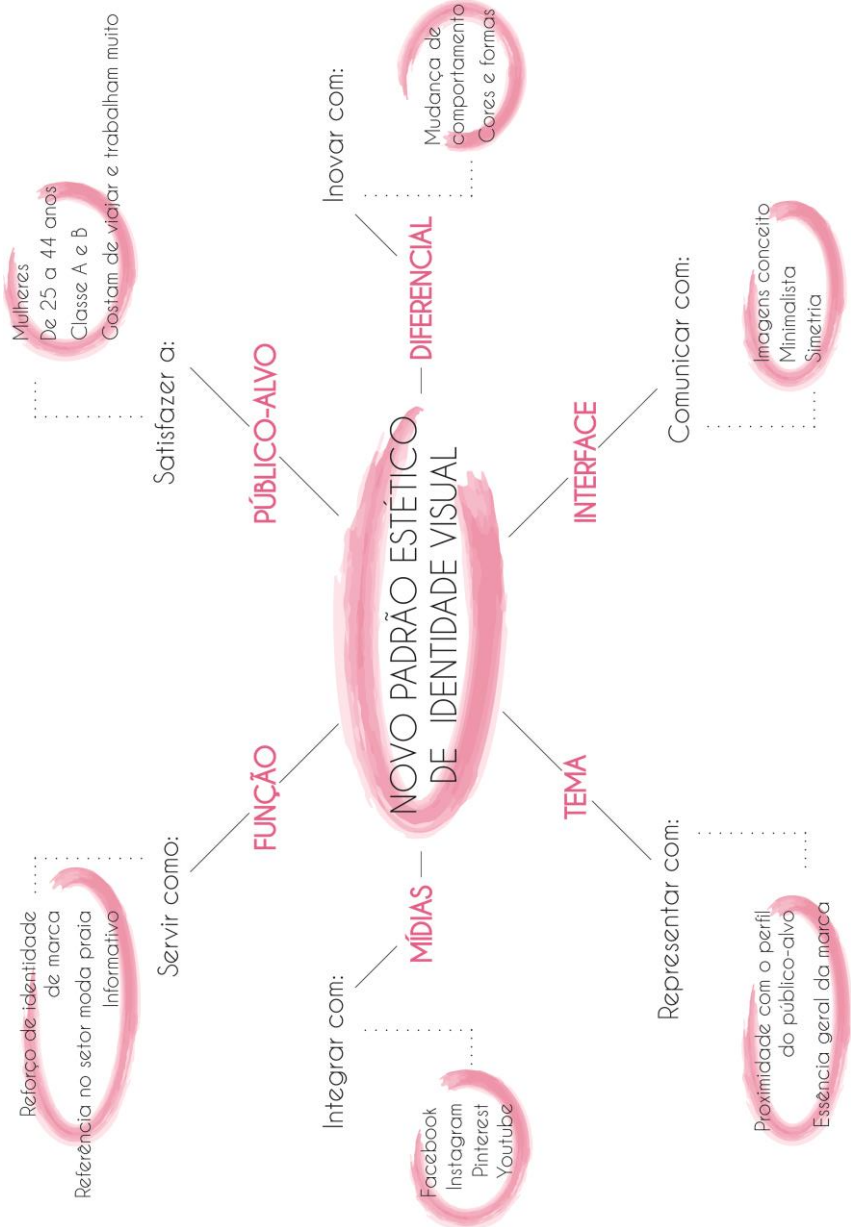 Reforço de identidade
de marca
Referência no setor moda praia
Informativo
Servir como:
FUNÇÃO
Mulheres
De 25 a 44 anos
Classe A e B
Gostam de viajar e trabalham muito
Satisfazer a:
PÚBLICO-ALVO
Integrar com:
Facebook
Instagram
Pinterest
Youtube
MÍDIAS
NOVO PADRÃO ESTÉTICO
DE IDENTIDADE VISUAL
DIFERENCIAL
Inovar com:
Mudança de
comportamento
Cores e formas
TEMA
Representar com:
Proximidade com o perfil
do público-alvo
Essência geral da marca
INTERFACE
Comunicar com:
Imagens conceito
Minimalista
Simetria